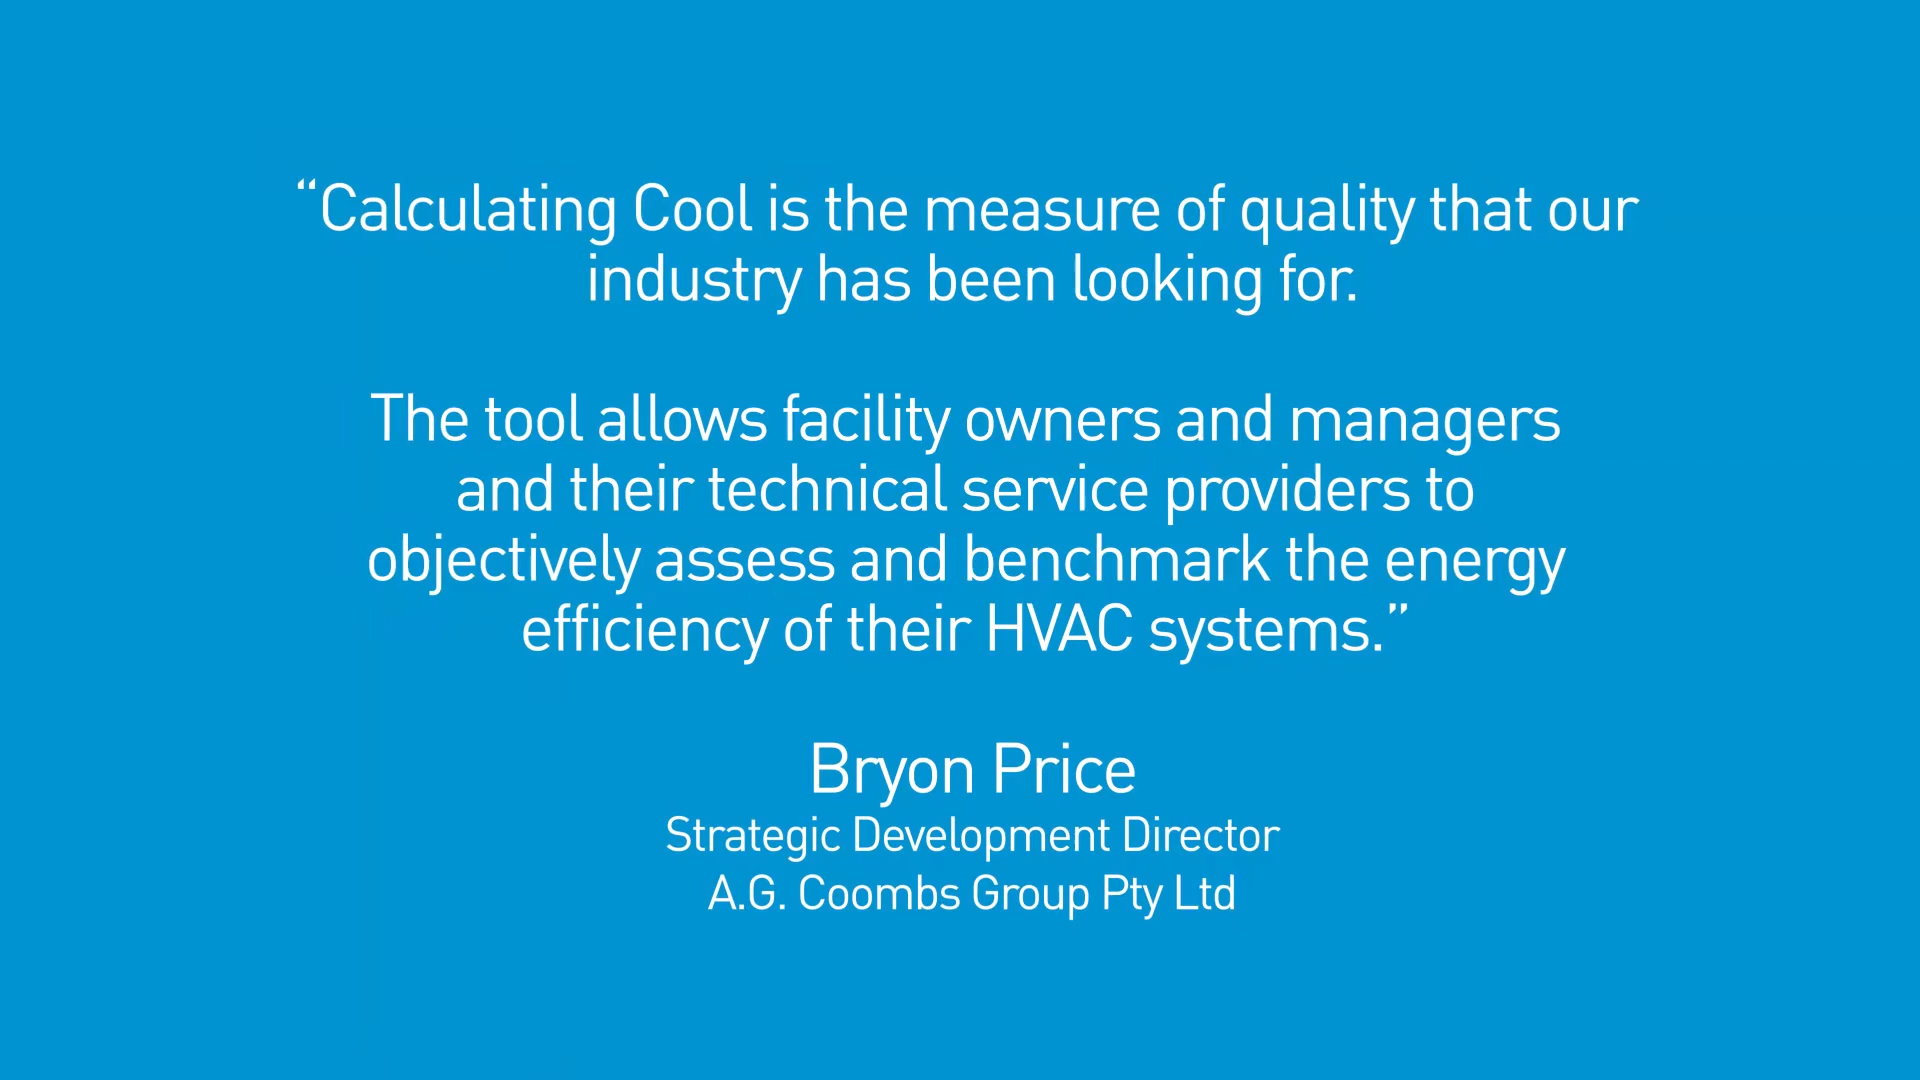 “Calculating Cool is the measure of quality that our
industry has been looking for.
The tool allows facility owners and managers
and their technical service providers to
objectively assess and benchmark the energy
efficiency of their HVAC systems.”
Bryon Price
Strategic Development Director
A.G. Coombs Group Pty Ltd